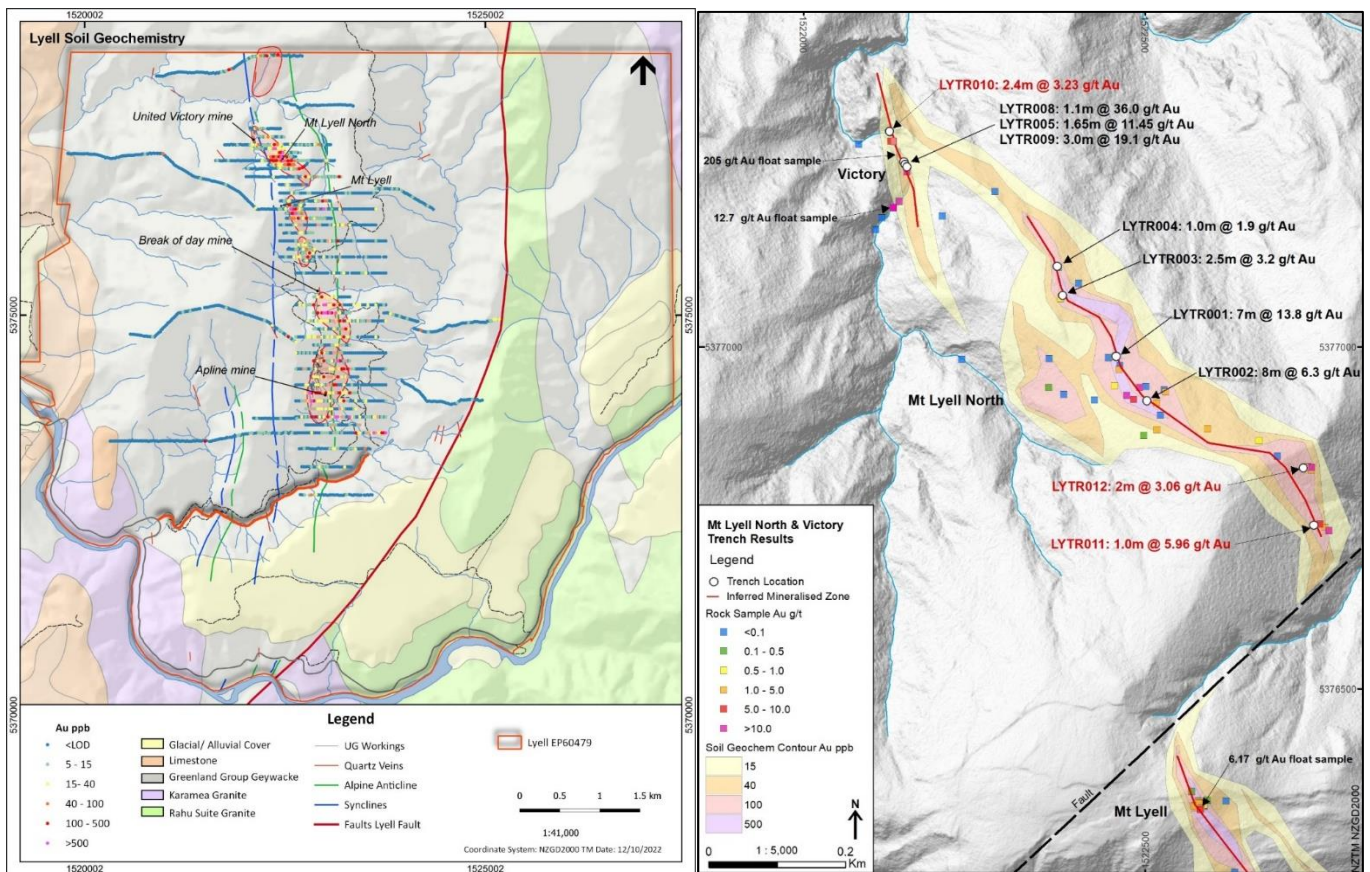 1520002
1525002
Lyell Soil Geochemistry
United Victory mine
Mt Lyell North
Mt Lyell
Break of day mine
Apline mine
5375000
5375000
5370000
5370000
Au ppb
<LOD
5 - 15
15- 40
40 - 100
100 - 500
>500
Legend
Glacial/ Alluvial Cover
Limestone
Greenland Group Geywacke
Karamea Granite
Rahu Suite Granite
UG Workings
Quartz Veins
Alpine Anticline
Synclines
Faults Lyell Fault
Lyell EP60479
0 0.5 1 1.5 km
1:41,000
Coordinate System: NZGD2000 TM Date: 12/10/2022
1520002
1525002
1522000
1522500
LYTR010: 2.4m @ 3.23 g/t Au
LYTR008: 1.1m @ 36.0 g/t Au
LYTR005: 1.65m @ 11.45 g/t Au
LYTR009: 3.0m @ 19.1 g/t Au
205 g/t Au float sample
Victory
12.7 g/t Au float sample
LYTR004: 1.0m @ 1.9 g/t Au
LYTR003: 2.5m @ 3.2 g/t Au
LYTR001: 7m @ 13.8 g/t Au
5377000
5377000
LYTR002: 8m @ 6.3 g/t Au
Mt Lyell North
LYTR012: 2m @ 3.06 g/t Au
LYTR011: 1.0m @ 5.96 g/t Au
5376500
6.17 g/t Au float sample
Fault
Mt Lyell
1522500
NZTM NZGD2000
Mt Lyell North & Victory
Trench Results
Legend
Trench Location
Inferred Mineralised Zone
Rock Sample Au g/t
<0.1
0.1 - 0.5
0.5 - 1.0
1.0 - 5.0
5.0 - 10.0
>10.0
Soil Geochem Contour Au ppb
15
40
100
500
N
0 1 : 5,000 0.2
Km